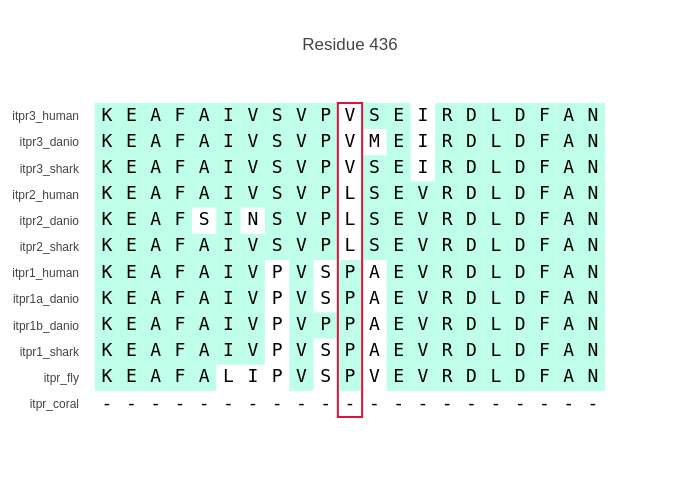 Residue 436
itpr3_human K E A F A I V S V P V S E I R D L D F A N
itpr3_danio K E A F A I V S V P V M E I R D L D F A N
itpr3_shark K E A F A I V S V P V S E I R D L D F A N
itpr2_human K E A F A I V S V P L S E V R D L D F A N
itpr2_danio K E A F S I N S V P L S E V R D L D F A N
itpr2_shark K E A F A I V S V P L S E V R D L D F A N
itpr1_human K E A F A I V P V S P A E V R D L D F A N
itpr1a_danio K E A F A I V P V S P A E V R D L D F A N
itpr1b_danio K E A F A I V P V P P A E V R D L D F A N
itpr1_shark K E A F A I V P V S P A E V R D L D F A N
itpr_fly K E A F A L I P V S P V E V R D L D F A N
itpr_coral - - - - - - - - - - - - - - - - - - - - -